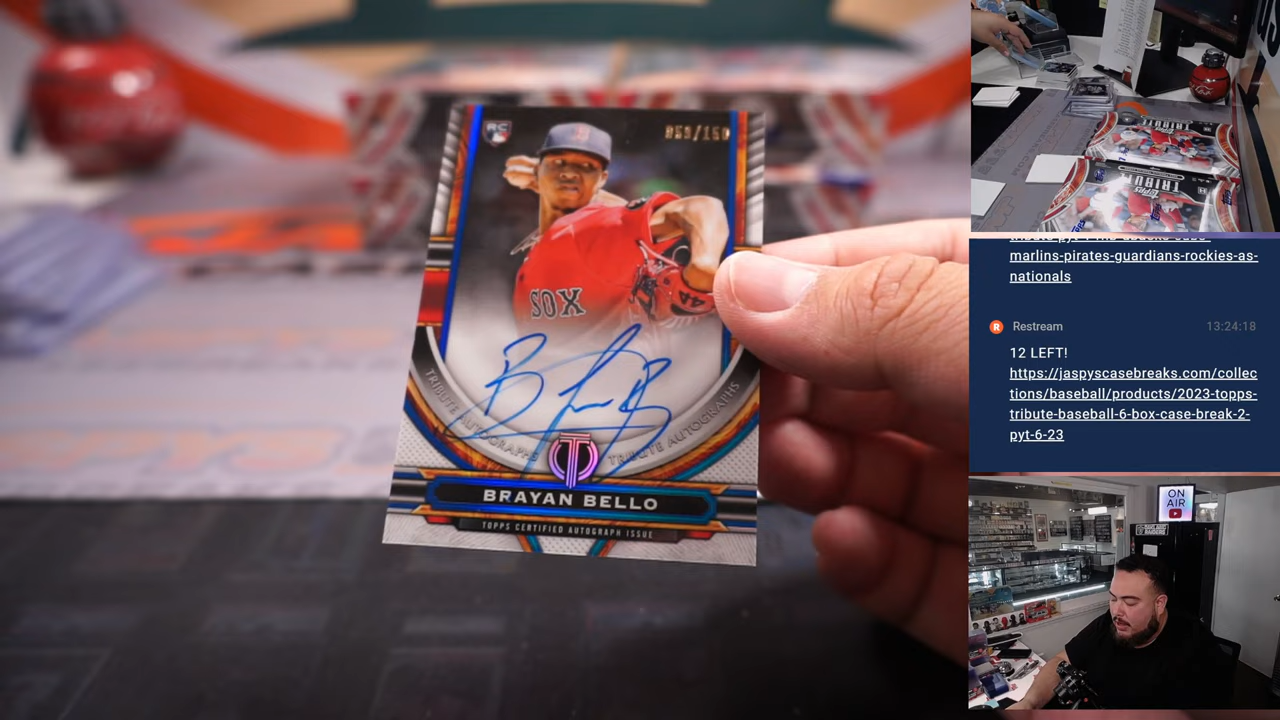 RC
SOX
TRIBUTE AUTOGRAPHS
TRIBUTE AUTOGRAPHS
BRAYAN BELLO
TOPPS CERTIFIED AUTOGRAPH ISSUE
TRIBUTE
TRIBUTE
marlins-pirates-guardians-rockies-as-
nationals
Restream
13:24:18
12 LEFT!
https://jaspyscasebreaks.com/collec
tions/baseball/products/2023-topps-
tribute-baseball-6-box-case-break-2-
pyt-6-23
ON
AIR